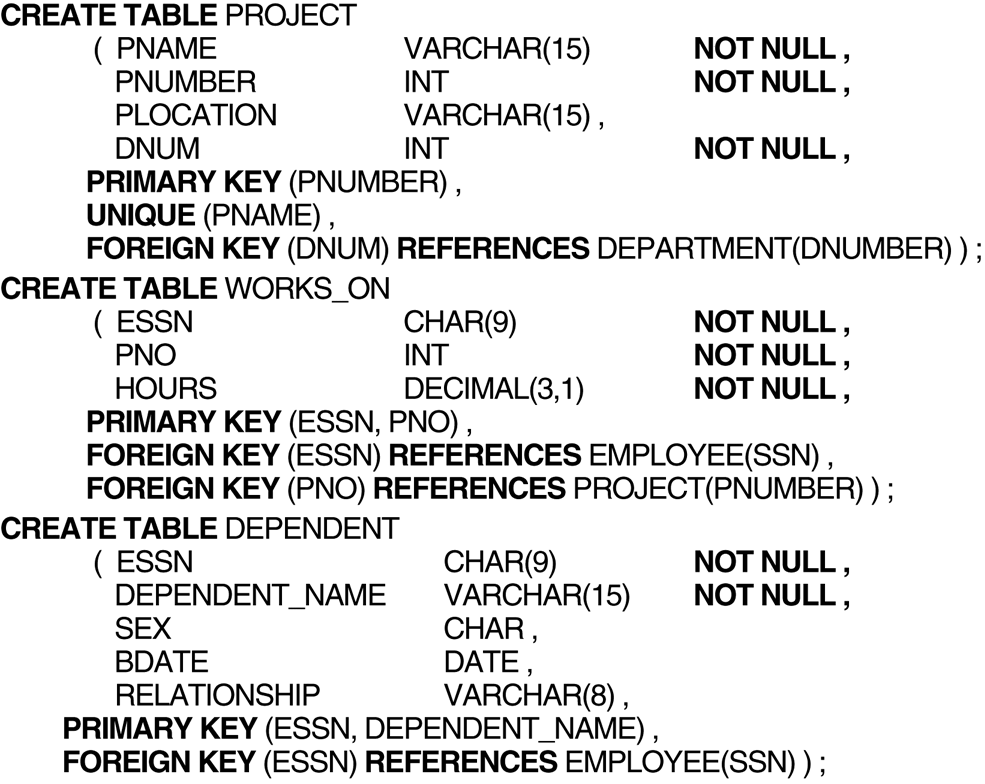 CREATE TABLE PROJECT
( PNAME VARCHAR(15) NOT NULL ,
PNUMBER INT NOT NULL ,
PLOCATION VARCHAR(15) ,
DNUM INT NOT NULL ,
PRIMARY KEY (PNUMBER) ,
UNIQUE (PNAME) ,
FOREIGN KEY (DNUM) REFERENCES DEPARTMENT(DNUMBER) ) ;
CREATE TABLE WORKS_ON
( ESSN CHAR(9) NOT NULL ,
PNO INT NOT NULL ,
HOURS DECIMAL(3,1) NOT NULL ,
PRIMARY KEY (ESSN, PNO) ,
FOREIGN KEY (ESSN) REFERENCES EMPLOYEE(SSN) ,
FOREIGN KEY (PNO) REFERENCES PROJECT(PNUMBER) ) ;
CREATE TABLE DEPENDENT
( ESSN CHAR(9) NOT NULL ,
DEPENDENT_NAME VARCHAR(15) NOT NULL ,
SEX CHAR ,
BDATE DATE ,
RELATIONSHIP VARCHAR(8) ,
PRIMARY KEY (ESSN, DEPENDENT_NAME) ,
FOREIGN KEY (ESSN) REFERENCES EMPLOYEE(SSN) ) ;